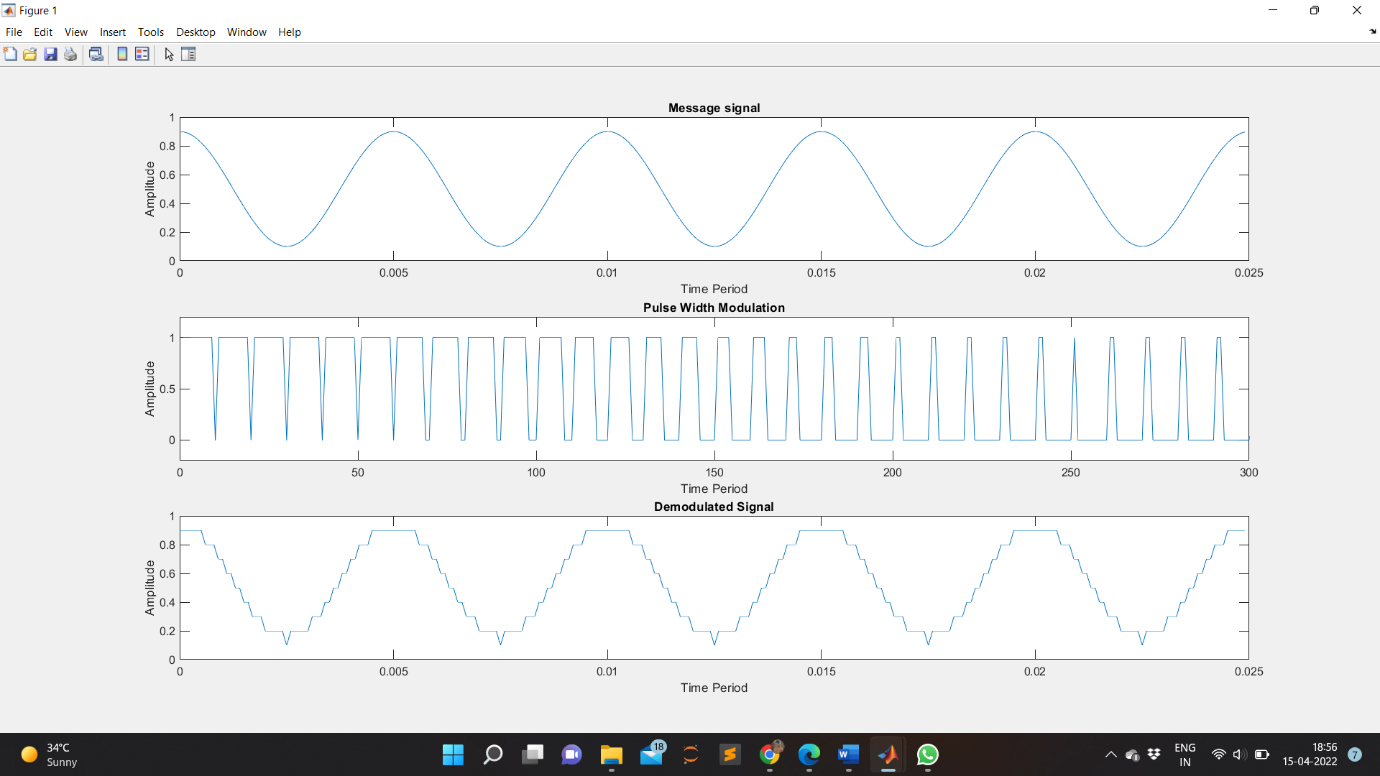 Figure 1
File Edit View Insert Tools Desktop Window Help
Message signal
Amplitude
1
0.8
0.6
0.4
0.2
0
0 0.005 0.01 0.015 0.02 0.025
Time Period
Pulse Width Modulation
Amplitude
1
0.5
0
0 50 100 150 200 250 300
Time Period
Demodulated Signal
Amplitude
1
0.8
0.6
0.4
0.2
0
0 0.005 0.01 0.015 0.02 0.025
Time Period
34°C
Sunny
18
W
ENG
IN
18:56
15-04-2022
7